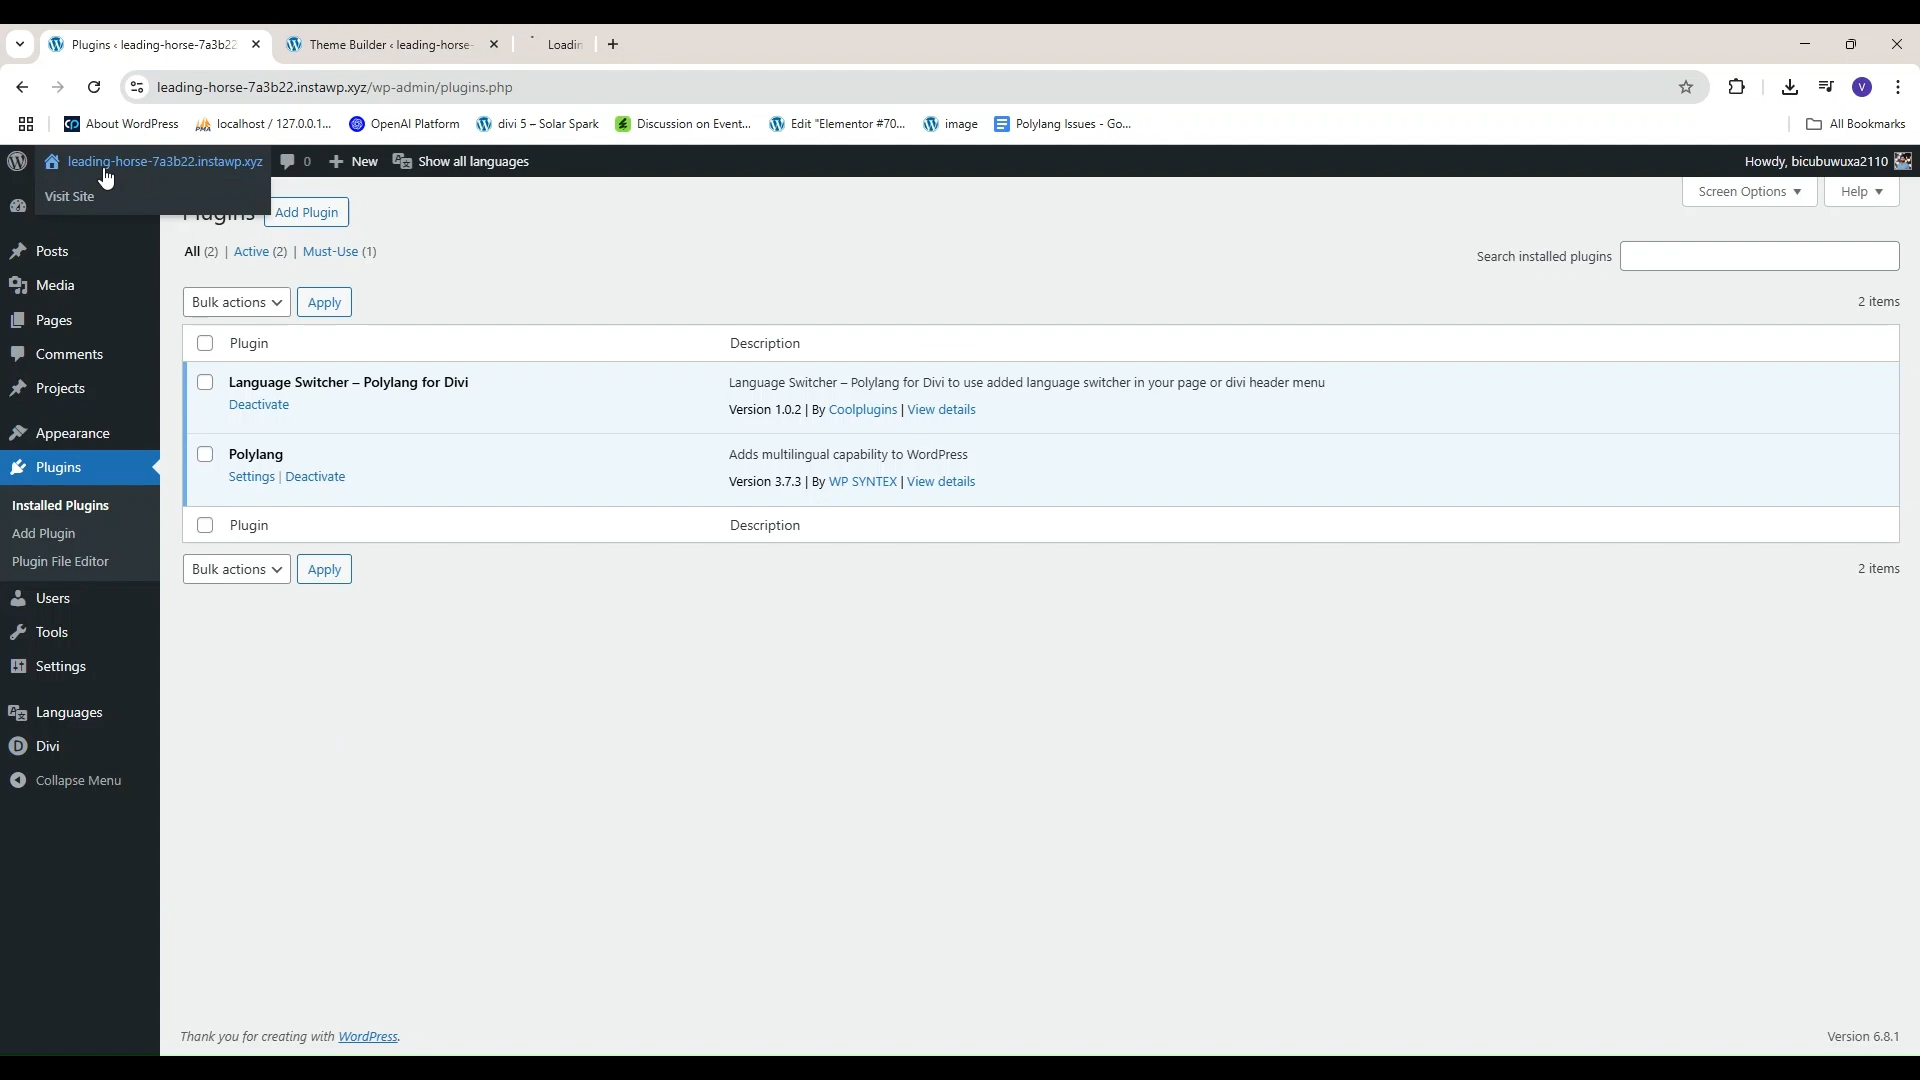 Plugins ‹ leading-horse-7a3b22
Theme Builder ‹ leading-horse-
Loadin
leading-horse-7a3b22.instawp.xyz/wp-admin/plugins.php
V
About WordPress
localhost / 127.0.0.1...
OpenAI Platform
divi 5 – Solar Spark
Discussion on Event...
Edit "Elementor #70...
image
Polylang Issues - Go...
All Bookmarks
leading-horse-7a3b22.instawp.xyz
0
New
Show all languages
Howdy, bicubuwuxa2110
Visit Site
Screen Options
Help
Plugins
Add Plugin
Posts
Media
Pages
Comments
Projects
Appearance
Plugins
Installed Plugins
Add Plugin
Plugin File Editor
Users
Tools
Settings
Languages
Divi
Collapse Menu
All (2) | Active (2) | Must-Use (1)
Search installed plugins
Bulk actions
Apply
2 items
Plugin
Description
Language Switcher – Polylang for Divi
Deactivate
Language Switcher – Polylang for Divi to use added language switcher in your page or divi header menu
Version 1.0.2 | By Coolplugins | View details
Polylang
Settings | Deactivate
Adds multilingual capability to WordPress
Version 3.7.3 | By WP SYNTEX | View details
Plugin
Description
Bulk actions
Apply
2 items
Thank you for creating with WordPress.
Version 6.8.1